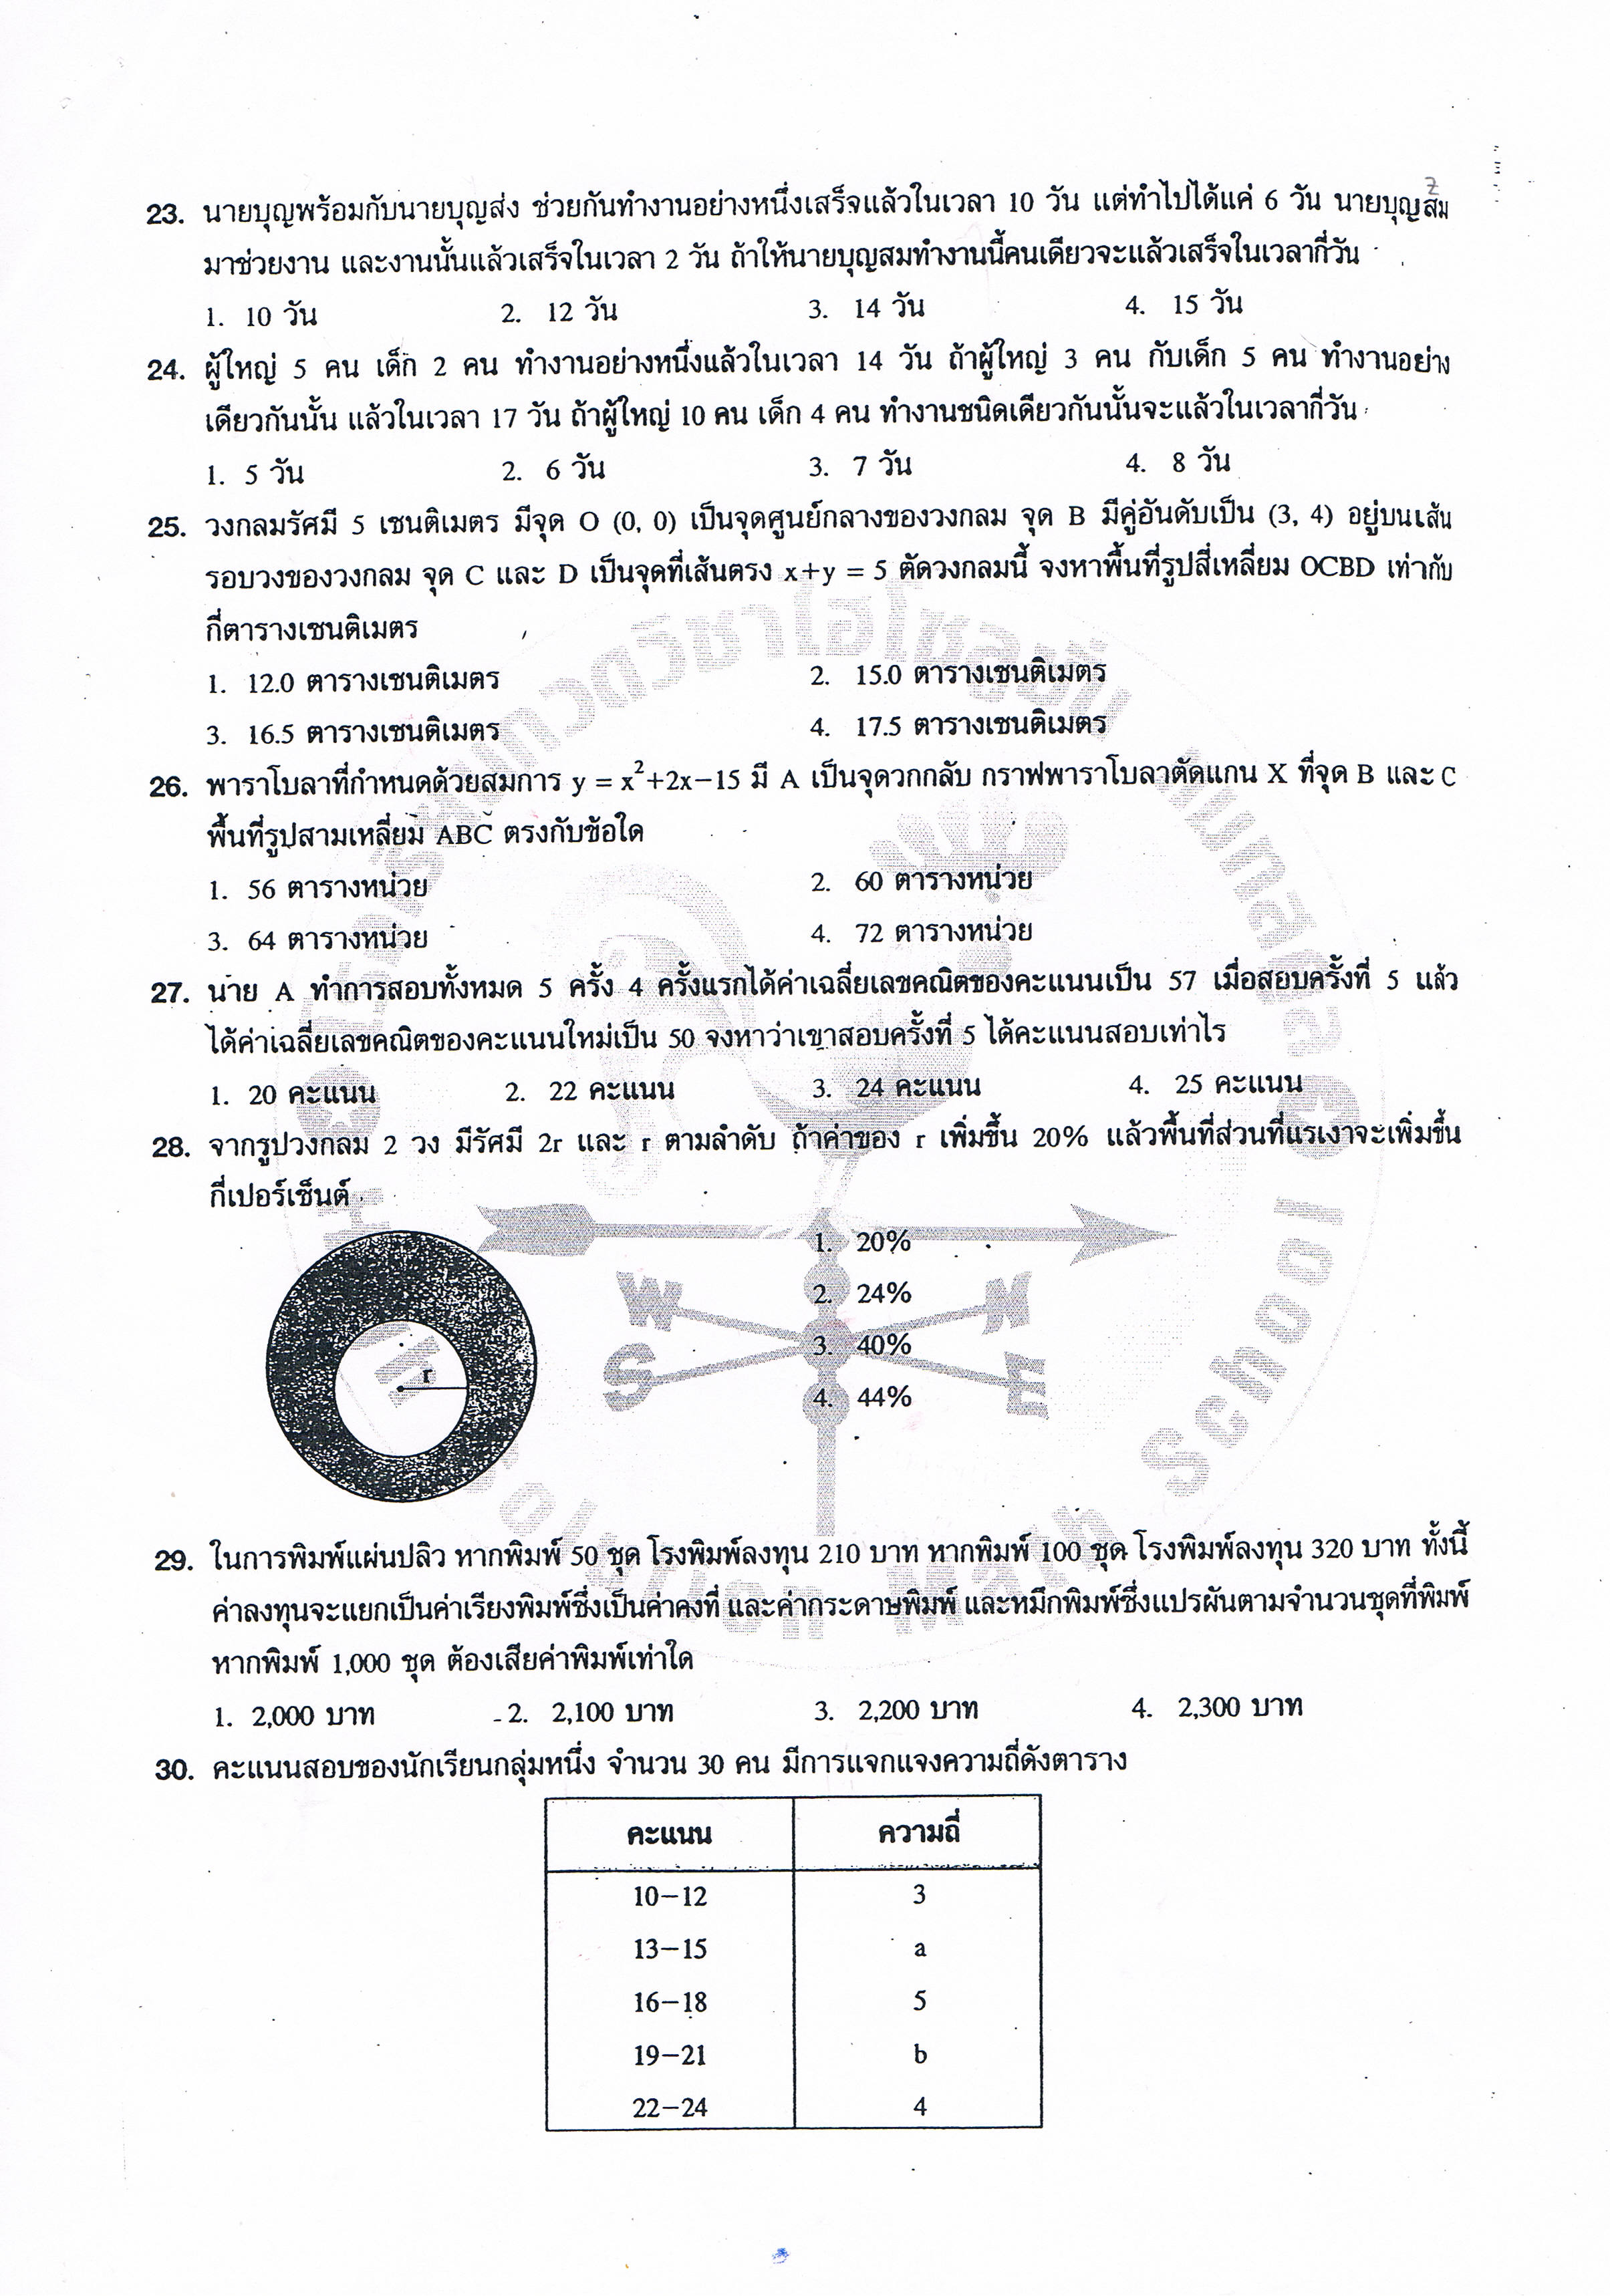 23. นายบุญพร้อมกับนายบุญส่ง ช่วยกันทำงานอย่างหนึ่งเสร็จแล้วในเวลา 10 วัน แต่ทำไปได้แค่ 6 วัน นายบุญสม
มาช่วยงาน และงานนั้นแล้วเสร็จในเวลา 2 วัน ถ้าให้นายบุญสมทำงานนี้คนเดียวจะแล้วเสร็จในเวลากี่วัน
1. 10 วัน 2. 12 วัน 3. 14 วัน 4. 15 วัน
24. ผู้ใหญ่ 5 คน เด็ก 2 คน ทำงานอย่างหนึ่งแล้วในเวลา 14 วัน ถ้าผู้ใหญ่ 3 คน กับเด็ก 5 คน ทำงานอย่าง
เดียวกันนั้น แล้วในเวลา 17 วัน ถ้าผู้ใหญ่ 10 คน เด็ก 4 คน ทำงานชนิดเดียวกันนั้นจะแล้วในเวลากี่วัน
1. 5 วัน 2. 6 วัน 3. 7 วัน 4. 8 วัน
25. วงกลมรัศมี 5 เซนติเมตร มีจุด O (0, 0) เป็นจุดศูนย์กลางของวงกลม จุด B มีคู่อันดับเป็น (3, 4) อยู่บนเส้น
รอบวงของวงกลม จุด C และ D เป็นจุดที่เส้นตรง x+y = 5 ตัดวงกลมนี้ จงหาพื้นที่รูปสี่เหลี่ยม OCBD เท่ากับ
กี่ตารางเซนติเมตร
1. 12.0 ตารางเซนติเมตร 2. 15.0 ตารางเซนติเมตร
3. 16.5 ตารางเซนติเมตร 4. 17.5 ตารางเซนติเมตร
26. พาราโบลาที่กำหนดด้วยสมการ y = x²+2x−15 มี A เป็นจุดวกกลับ กราฟพาราโบลาตัดแกน X ที่จุด B และ C
พื้นที่รูปสามเหลี่ยม ABC ตรงกับข้อใด
1. 56 ตารางหน่วย 2. 60 ตารางหน่วย
3. 64 ตารางหน่วย 4. 72 ตารางหน่วย
27. นาย A ทำการสอบทั้งหมด 5 ครั้ง 4 ครั้งแรกได้ค่าเฉลี่ยเลขคณิตของคะแนนเป็น 57 เมื่อสอบครั้งที่ 5 แล้ว
ได้ค่าเฉลี่ยเลขคณิตของคะแนนใหม่เป็น 50 จงหาว่าเขาสอบครั้งที่ 5 ได้คะแนนสอบเท่าไร
1. 20 คะแนน 2. 22 คะแนน 3. 24 คะแนน 4. 25 คะแนน
28. จากรูปวงกลม 2 วง มีรัศมี 2r และ r ตามลำดับ ถ้าค่าของ r เพิ่มขึ้น 20% แล้วพื้นที่ส่วนที่แรเงาจะเพิ่มขึ้น
กี่เปอร์เซ็นต์
1. 20%
2. 24%
W N
3. 40%
r
S E
4. 44%
29. ในการพิมพ์แผ่นปลิว หากพิมพ์ 50 ชุด โรงพิมพ์ลงทุน 210 บาท หากพิมพ์ 100 ชุด โรงพิมพ์ลงทุน 320 บาท ทั้งนี้
ค่าลงทุนจะแยกเป็นค่าเรียงพิมพ์ซึ่งเป็นค่าคงที่ และค่ากระดาษพิมพ์ และหมึกพิมพ์ซึ่งแปรผันตามจำนวนชุดที่พิมพ์
หากพิมพ์ 1,000 ชุด ต้องเสียค่าพิมพ์เท่าใด
1. 2,000 บาท 2. 2,100 บาท 3. 2,200 บาท 4. 2,300 บาท
30. คะแนนสอบของนักเรียนกลุ่มหนึ่ง จำนวน 30 คน มีการแจกแจงความถี่ดังตาราง
คะแนน ความถี่
10−12 3
13−15 a
16−18 5
19−21 b
22−24 4